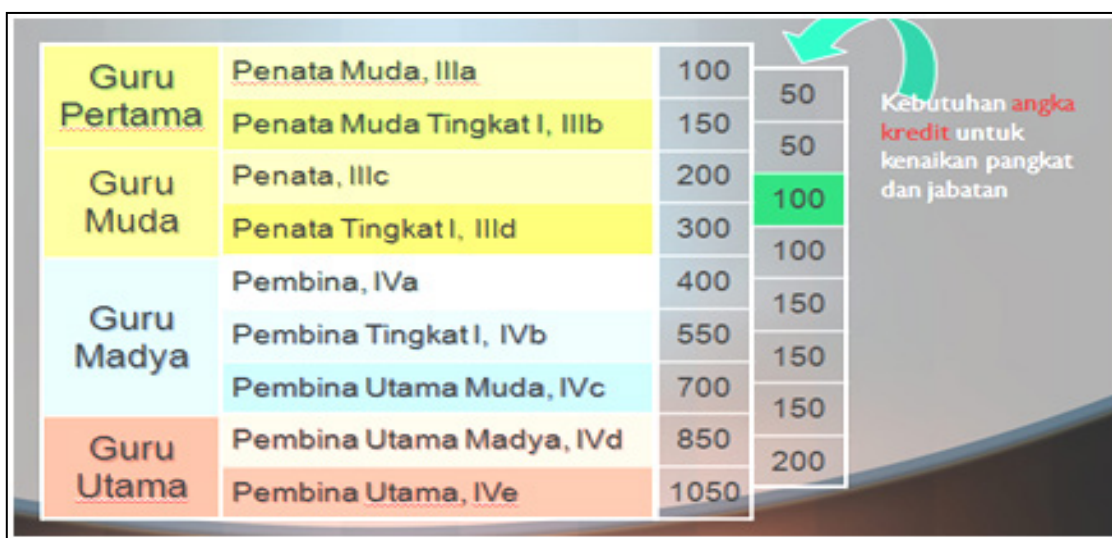 Guru
Pertama
Penata Muda, IIIa
100
Penata Muda Tingkat I, IIIb
150
Guru
Muda
Penata, IIIc
200
Penata Tingkat I, IIId
300
Guru
Madya
Pembina, IVa
400
Pembina Tingkat I, IVb
550
Pembina Utama Muda, IVc
700
Guru
Utama
Pembina Utama Madya, IVd
850
Pembina Utama, IVe
1050
50
50
100
100
150
150
150
200
Kebutuhan angka
kredit untuk
kenaikan pangkat
dan jabatan